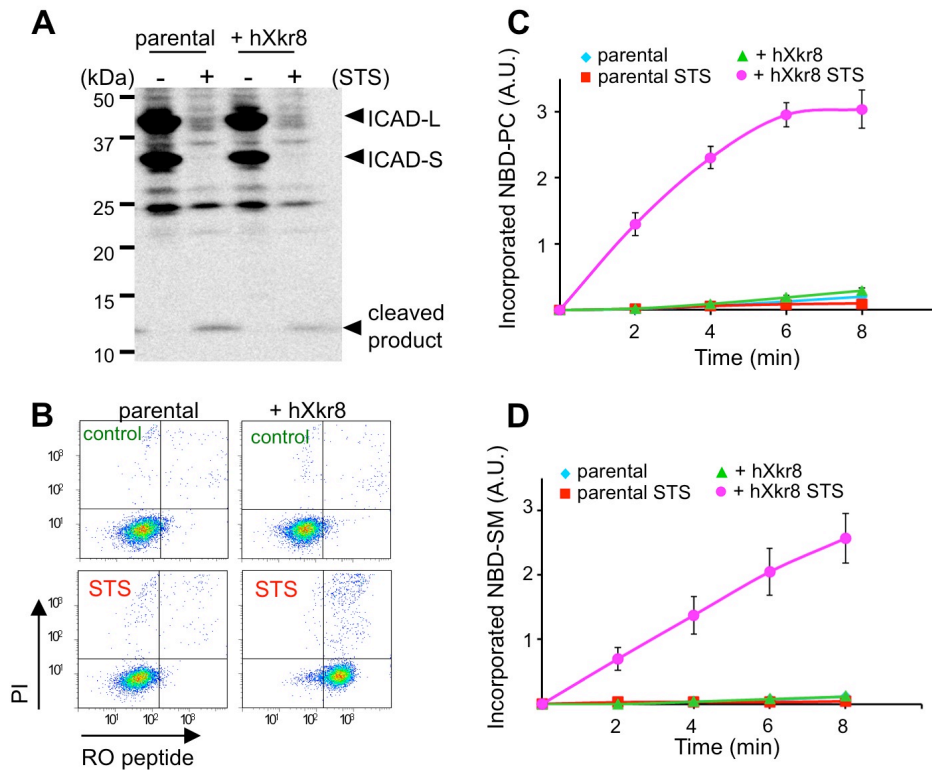 A
parental + hXkr8
(kDa) - + - + (STS)
50
ICAD-L
37
ICAD-S
25
20
15
cleaved
product
10
B
parental + hXkr8
control control
10³
10²
10¹
STS STS
10³
10²
10¹
PI
10¹ 10² 10³ 10¹ 10² 10³
RO peptide
C
parental + hXkr8
parental STS + hXkr8 STS
Incorporated NBD-PC (A.U.)
3
2
1
2 4 6 8
Time (min)
D
parental + hXkr8
parental STS + hXkr8 STS
Incorporated NBD-SM (A.U.)
3
2
1
2 4 6 8
Time (min)